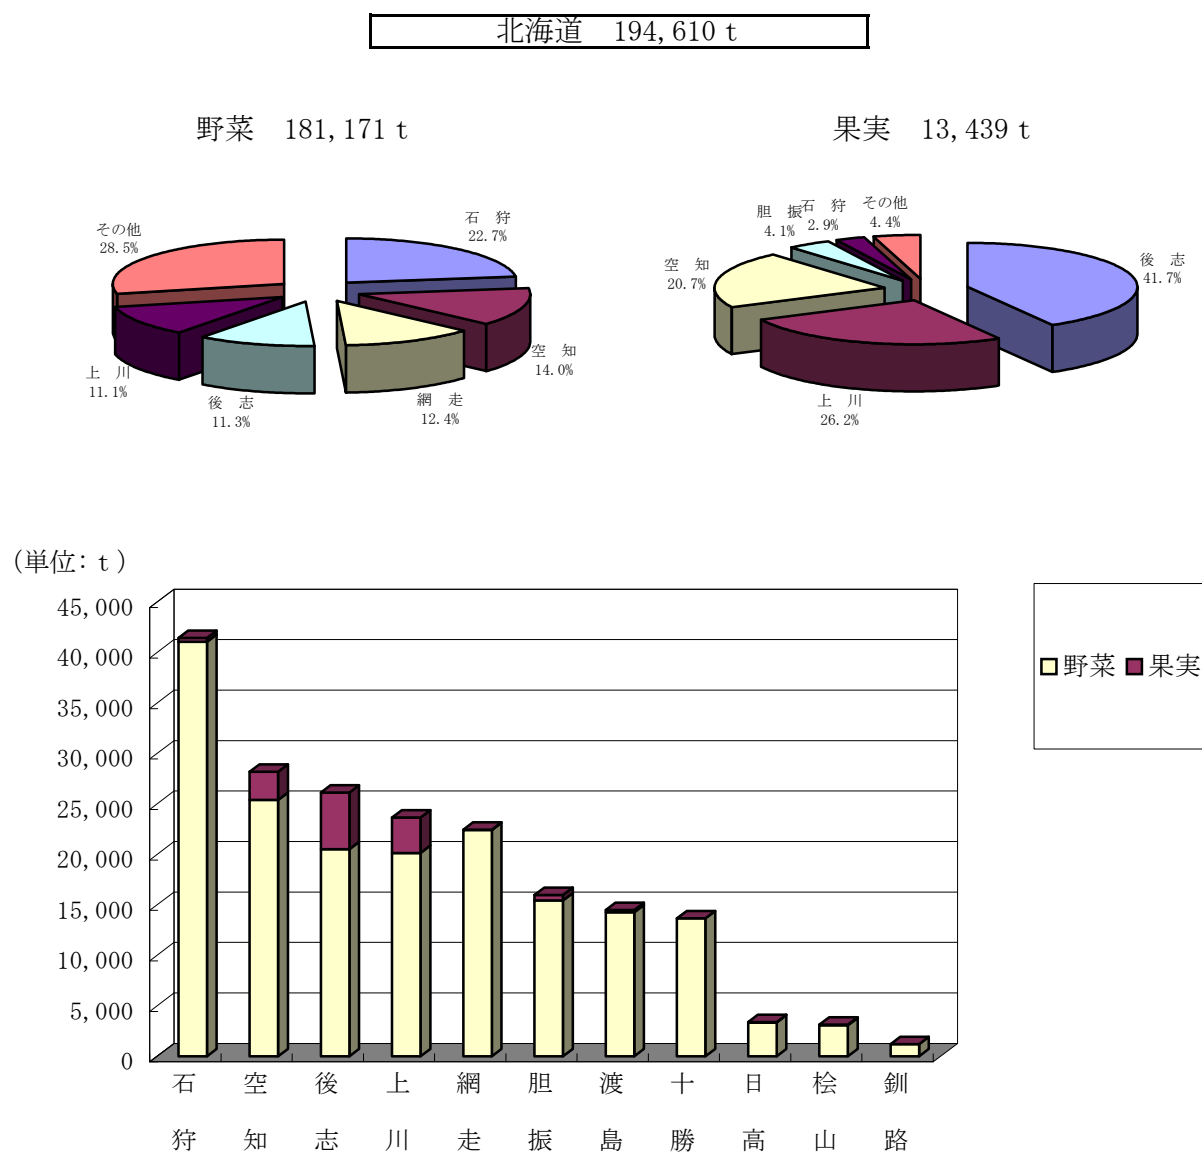 北海道　194,610ｔ
野菜　181,171ｔ
果実　13,439ｔ
その他
28.5%
石　狩
22.7%
空　知
14.0%
網　走
12.4%
後　志
11.3%
上　川
11.1%
胆　振
4.1%
石　狩
2.9%
その他
4.4%
後　志
41.7%
空　知
20.7%
上　川
26.2%
（単位：ｔ）
45,000
40,000
35,000
30,000
25,000
20,000
15,000
10,000
5,000
0
野菜
果実
石狩
空知
後志
上川
網走
胆振
渡島
十勝
日高
桧山
釧路